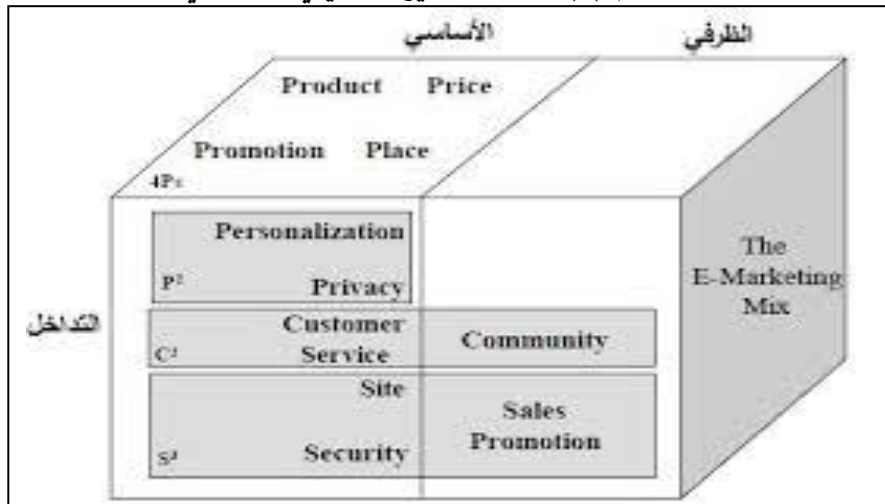 الأساسي الظرفي
Product Price
Promotion Place
4Ps
Personalization
P² Privacy
التداخل
Customer
Service
C²
Community
Site
Security
S³
Sales
Promotion
The
E-Marketing
Mix